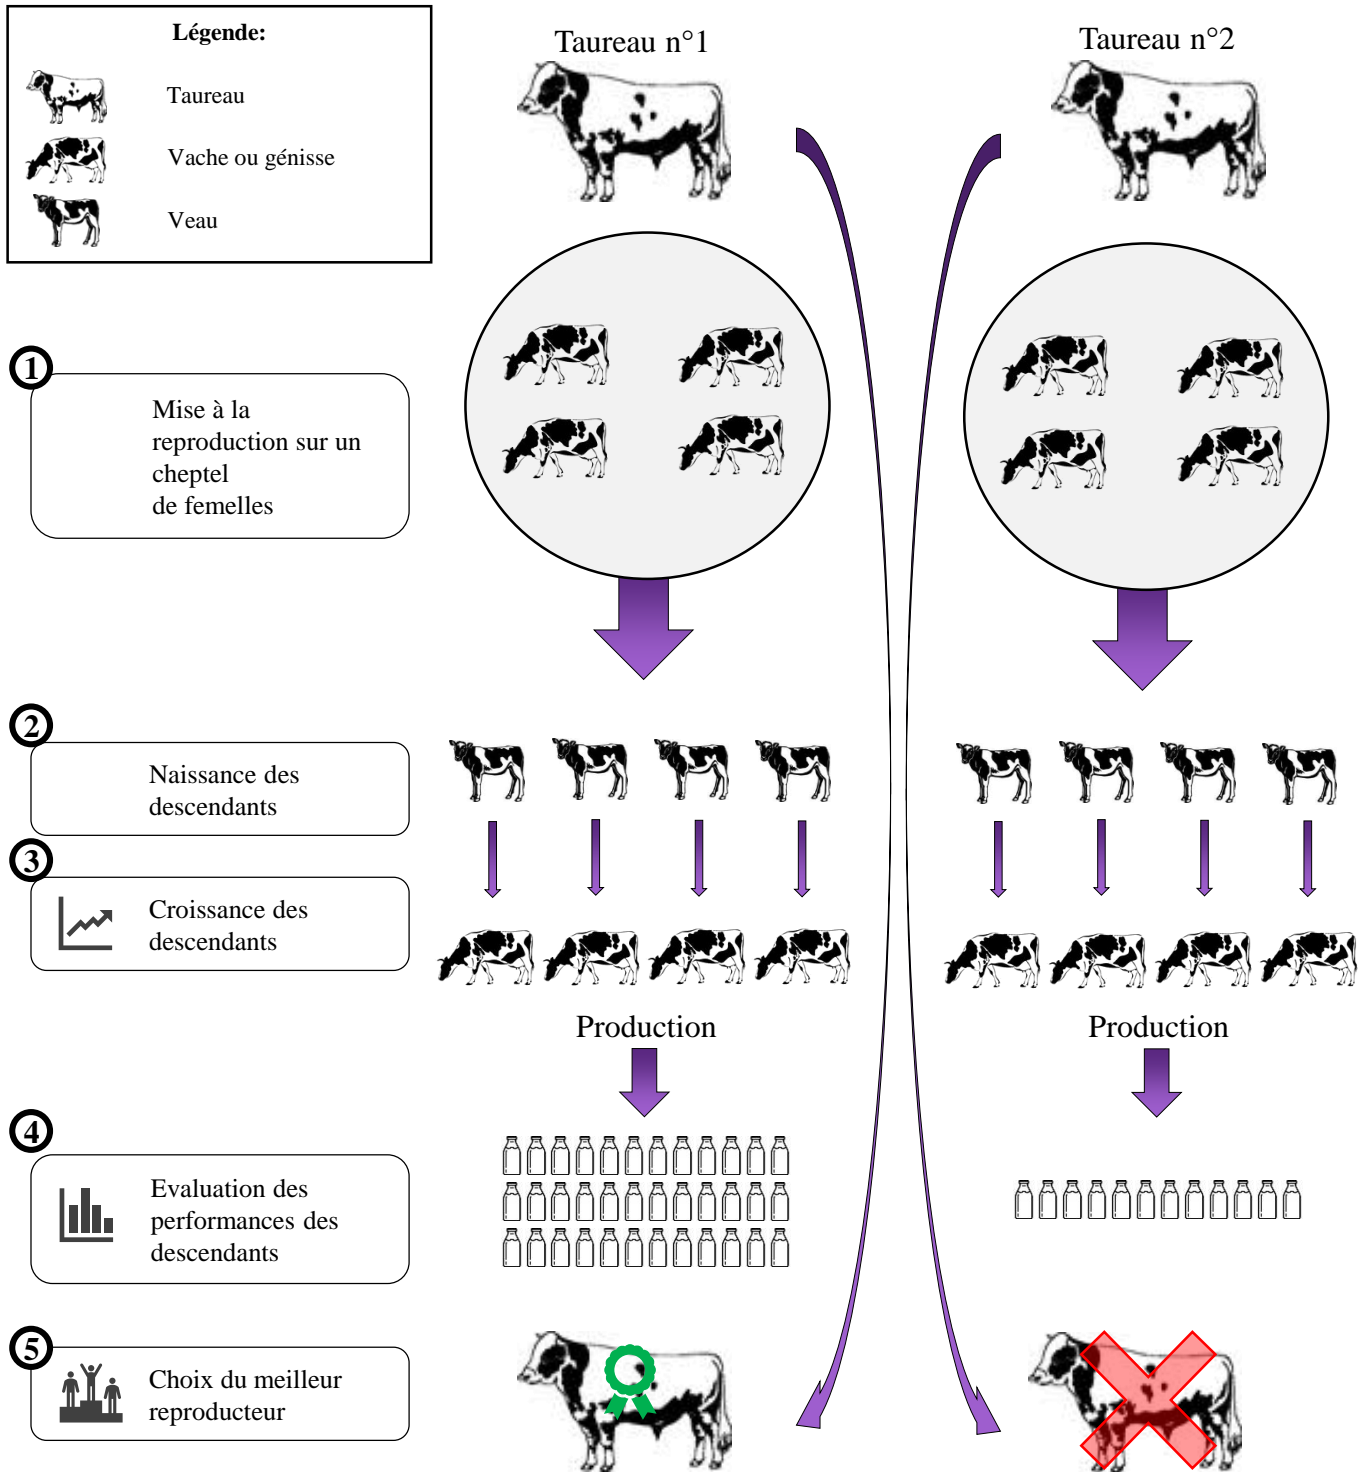 Légende:
Taureau
Vache ou génisse
Veau
Taureau n°1
Taureau n°2
1
Mise à la
reproduction sur un
cheptel
de femelles
2
Naissance des
descendants
3
Croissance des
descendants
Production
Production
4
Evaluation des
performances des
descendants
5
Choix du meilleur
reproducteur